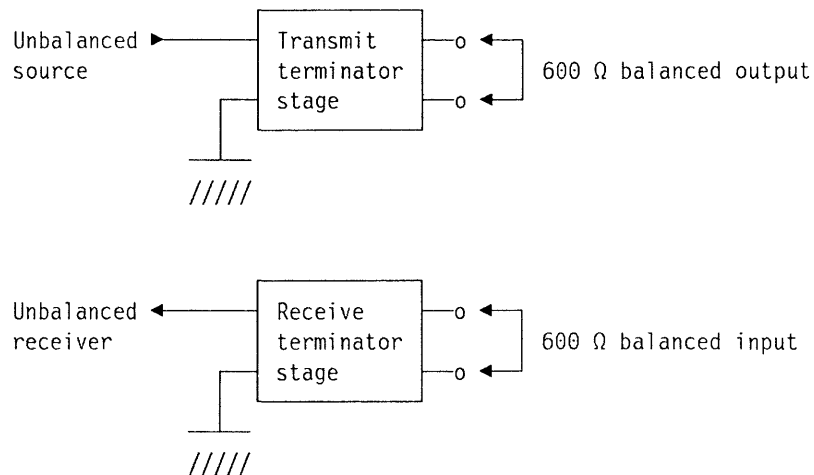 Unbalanced
source
Transmit
terminator
stage
600 Ω balanced output
Unbalanced
receiver
Receive
terminator
stage
600 Ω balanced input